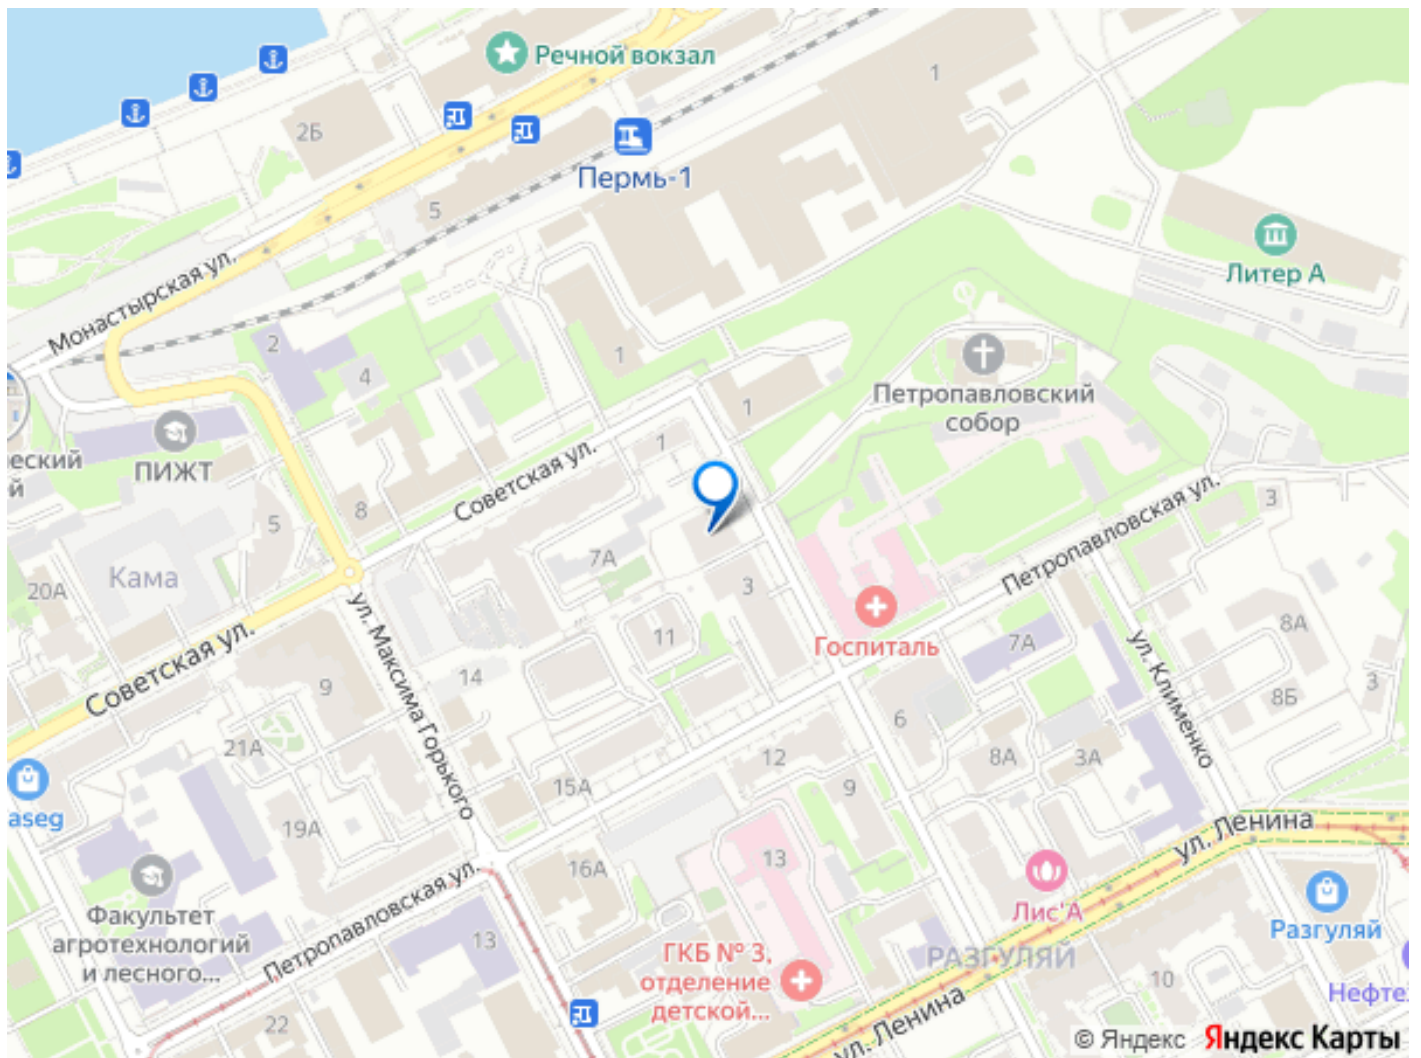 Речной вокзал
1
2Б
Пермь-1
5
Литер А
Монастырская ул.
2
4
1
1
Петропавловский
собор
ПИЖТ
еский
й
1
Советская ул.
8
5
3
Петропавловская ул.
7А
Кама
20А
3
Госпиталь
11
7А
8А
ул. Клименко
Советская ул.
ул. Максима Горького
14
9
3
8Б
6
21А
12
8А
3А
15А
9
aseg
19А
ул. Ленина
13
16А
Лис'А
Факультет
агротехнологий
и лесного...
Петропавловская ул.
13
Разгуляй
РАЗГУЛЯЙ
ГКБ № 3,
отделение
детской...
10
Нефте
22
ул. Ленина
© Яндекс Яндекс Карты